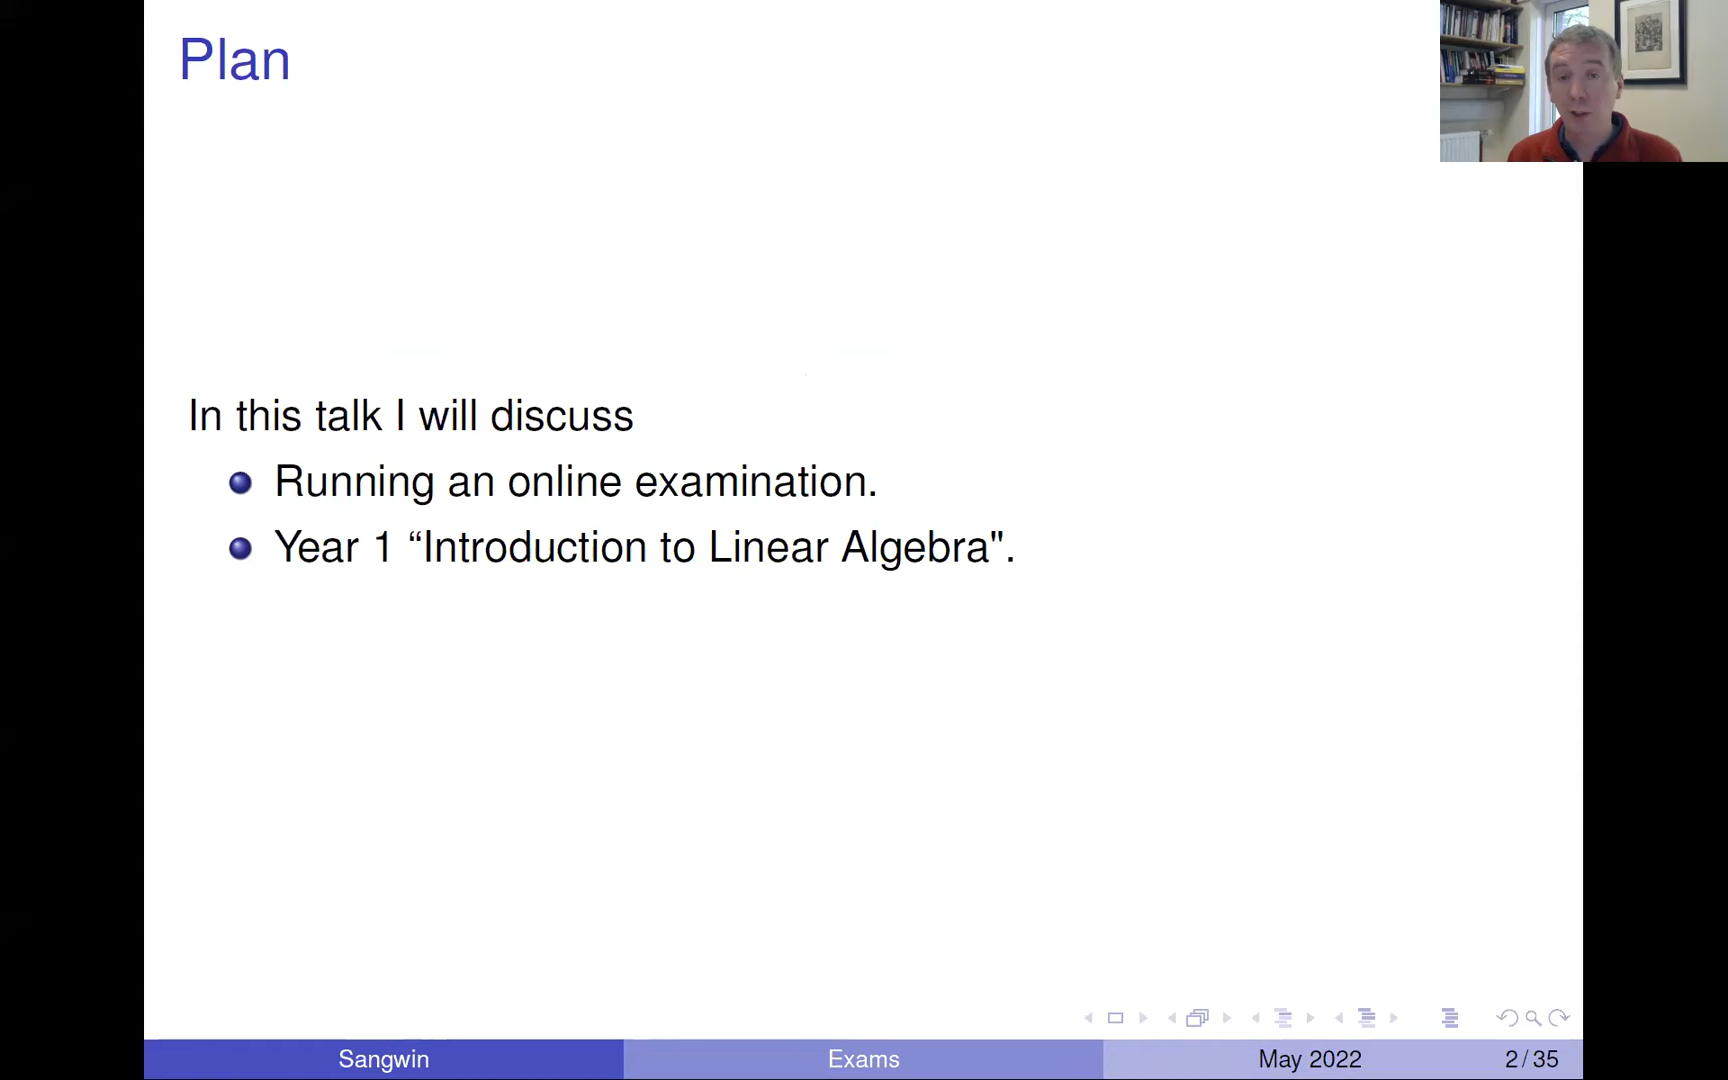 Plan
In this talk I will discuss
Running an online examination.
Year 1 “Introduction to Linear Algebra".
Sangwin Exams May 2022 2/35